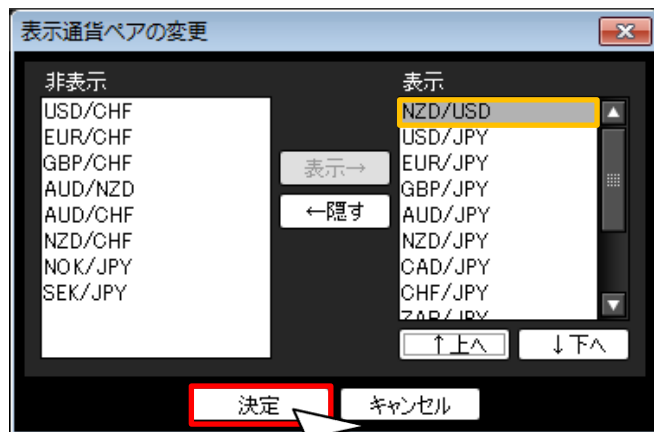 表示通貨ペアの変更
非表示
USD/CHF
EUR/CHF
GBP/CHF
AUD/NZD
AUD/CHF
NZD/CHF
NOK/JPY
SEK/JPY
表示→
←隠す
表示
NZD/USD
USD/JPY
EUR/JPY
GBP/JPY
AUD/JPY
NZD/JPY
CAD/JPY
CHF/JPY
ZAR/JPY
↑上へ
↓下へ
決定
キャンセル